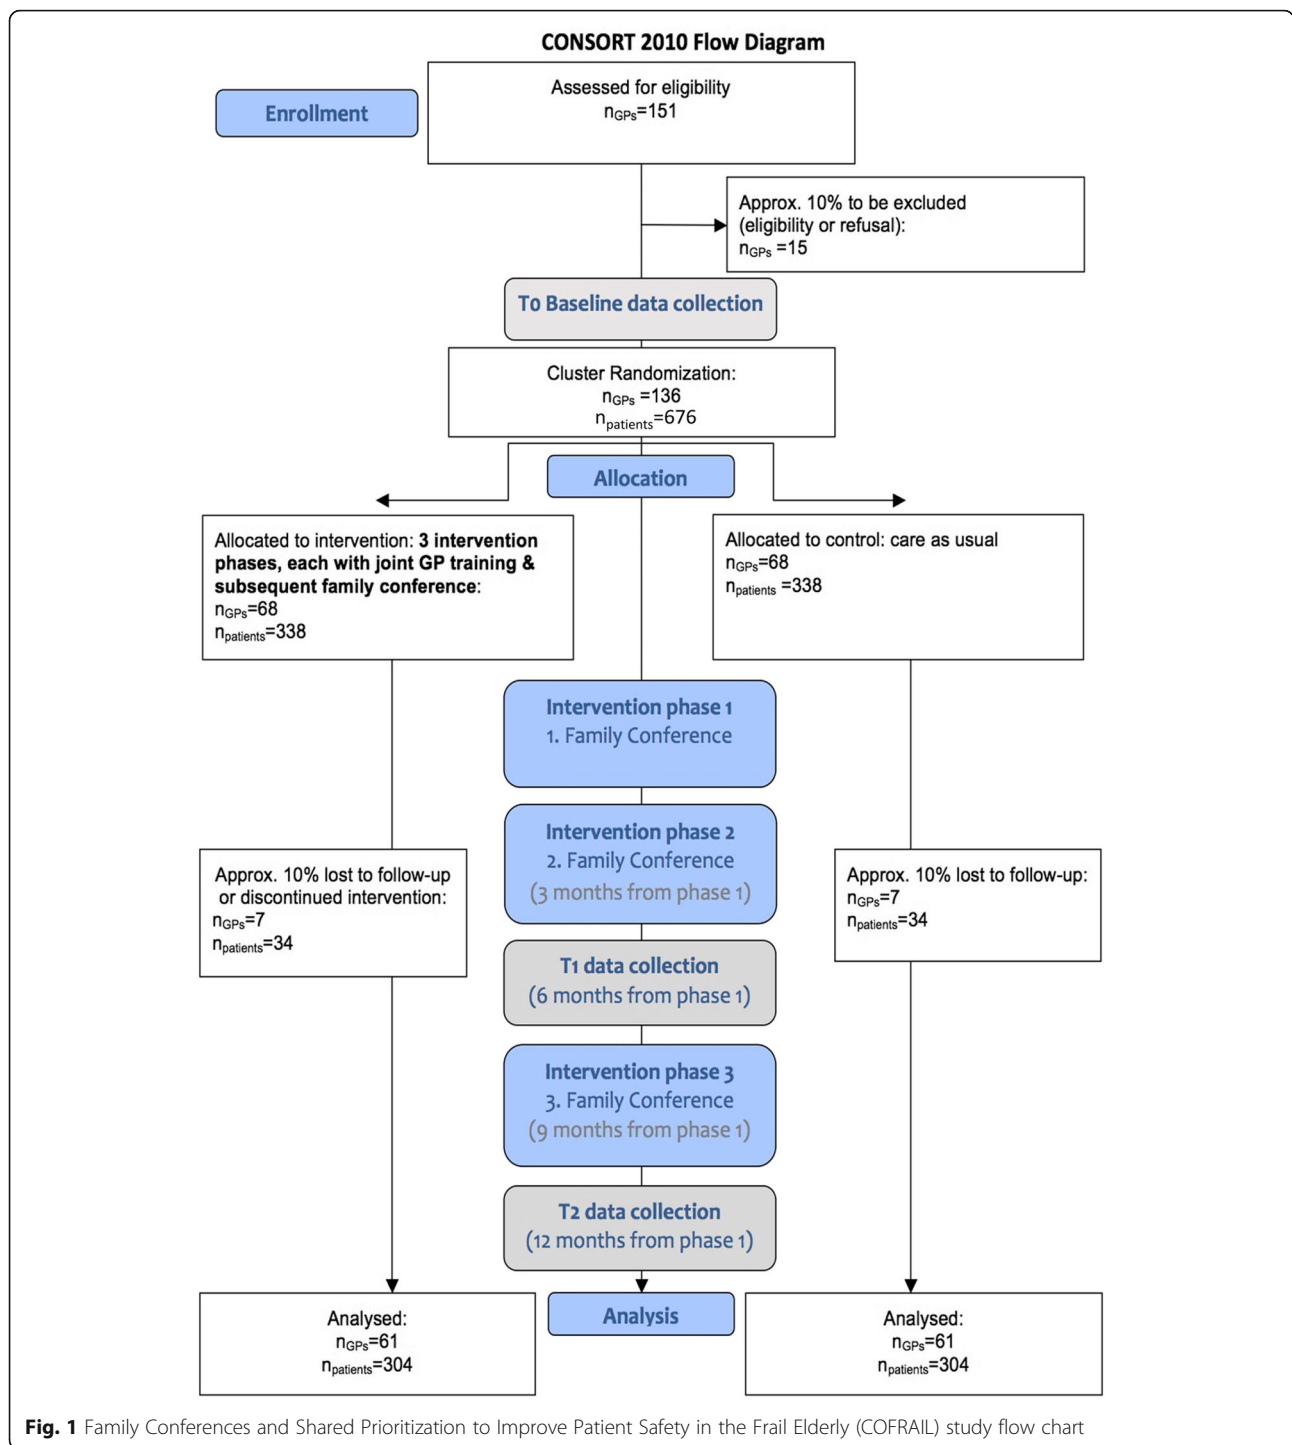 CONSORT 2010 Flow Diagram
Enrollment
Assessed for eligibility
nGPs=151
Approx. 10% to be excluded
(eligibility or refusal):
nGPs =15
T0 Baseline data collection
Cluster Randomization:
nGPs =136
npatients=676
Allocation
Allocated to intervention: 3 intervention
phases, each with joint GP training &
subsequent family conference:
nGPs=68
npatients=338
Allocated to control: care as usual
nGPs=68
npatients =338
Intervention phase 1
1. Family Conference
Intervention phase 2
2. Family Conference
(3 months from phase 1)
Approx. 10% lost to follow-up
or discontinued intervention:
nGPs=7
npatients=34
Approx. 10% lost to follow-up:
nGPs=7
npatients=34
T1 data collection
(6 months from phase 1)
Intervention phase 3
3. Family Conference
(9 months from phase 1)
T2 data collection
(12 months from phase 1)
Analysis
Analysed:
nGPs=61
npatients=304
Analysed:
nGPs=61
npatients=304
Fig. 1 Family Conferences and Shared Prioritization to Improve Patient Safety in the Frail Elderly (COFRAIL) study flow chart